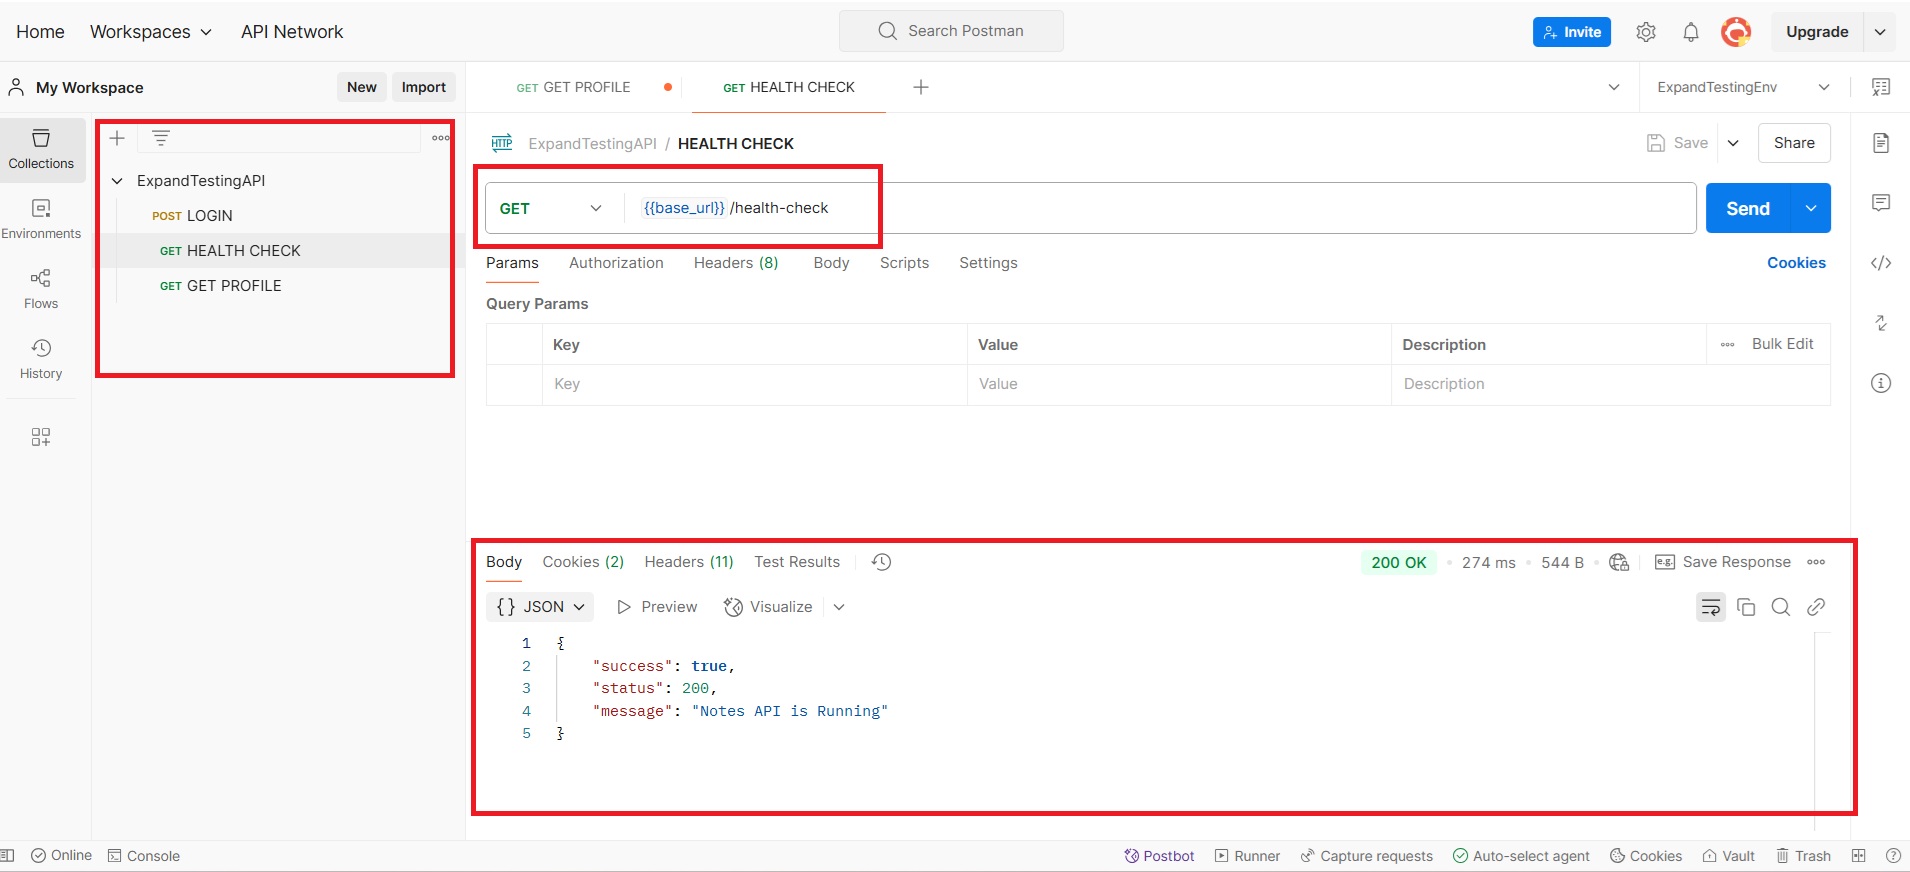 Home Workspaces API Network Search Postman Invite Upgrade
My Workspace New Import
GET GET PROFILE GET HEALTH CHECK ExpandTestingEnv
Collections
Environments
Flows
History
ExpandTestingAPI
POST LOGIN
GET HEALTH CHECK
GET GET PROFILE
HTTP ExpandTestingAPI / HEALTH CHECK Save Share
GET {{base_url}} /health-check Send
Params Authorization Headers (8) Body Scripts Settings Cookies
Query Params
Key Value Description Bulk Edit
Key Value Description
Body Cookies (2) Headers (11) Test Results 200 OK 274 ms 544 B e.g. Save Response
{} JSON Preview Visualize
1 {
2 "success": true,
3 "status": 200,
4 "message": "Notes API is Running"
5 }
Online Console Postbot Runner Capture requests Auto-select agent Cookies Vault Trash